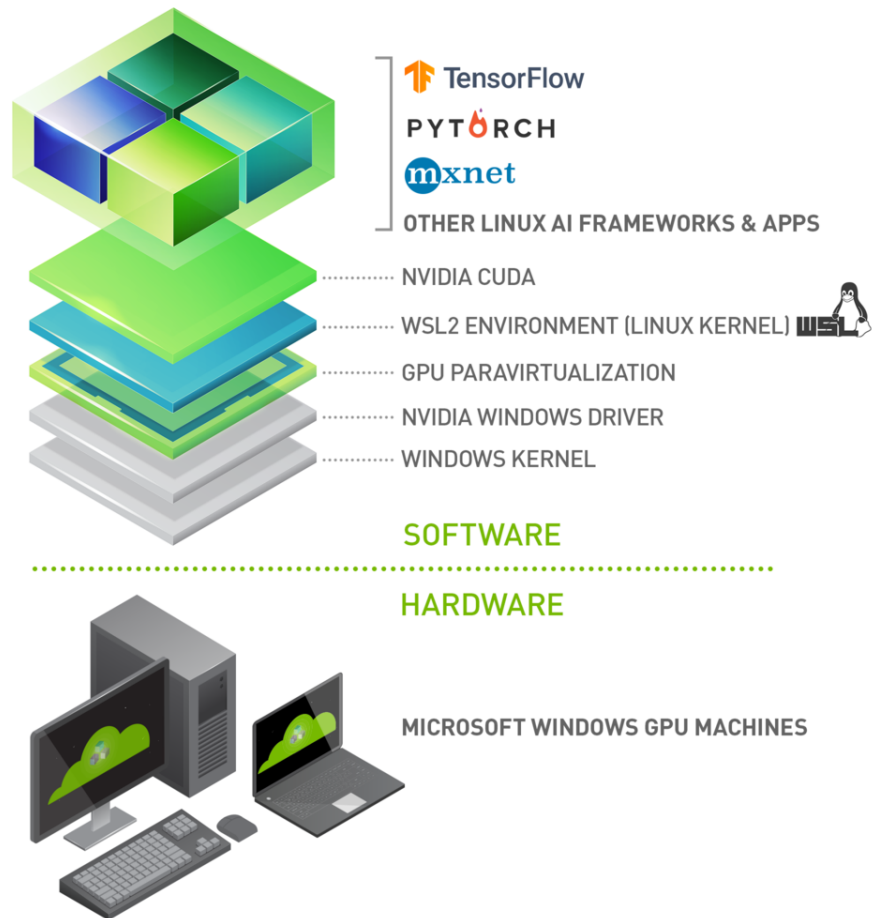 TensorFlow
PYTORCH
mxnet
OTHER LINUX AI FRAMEWORKS & APPS
NVIDIA CUDA
WSL2 ENVIRONMENT (LINUX KERNEL) WSL
GPU PARAVIRTUALIZATION
NVIDIA WINDOWS DRIVER
WINDOWS KERNEL
SOFTWARE
HARDWARE
MICROSOFT WINDOWS GPU MACHINES